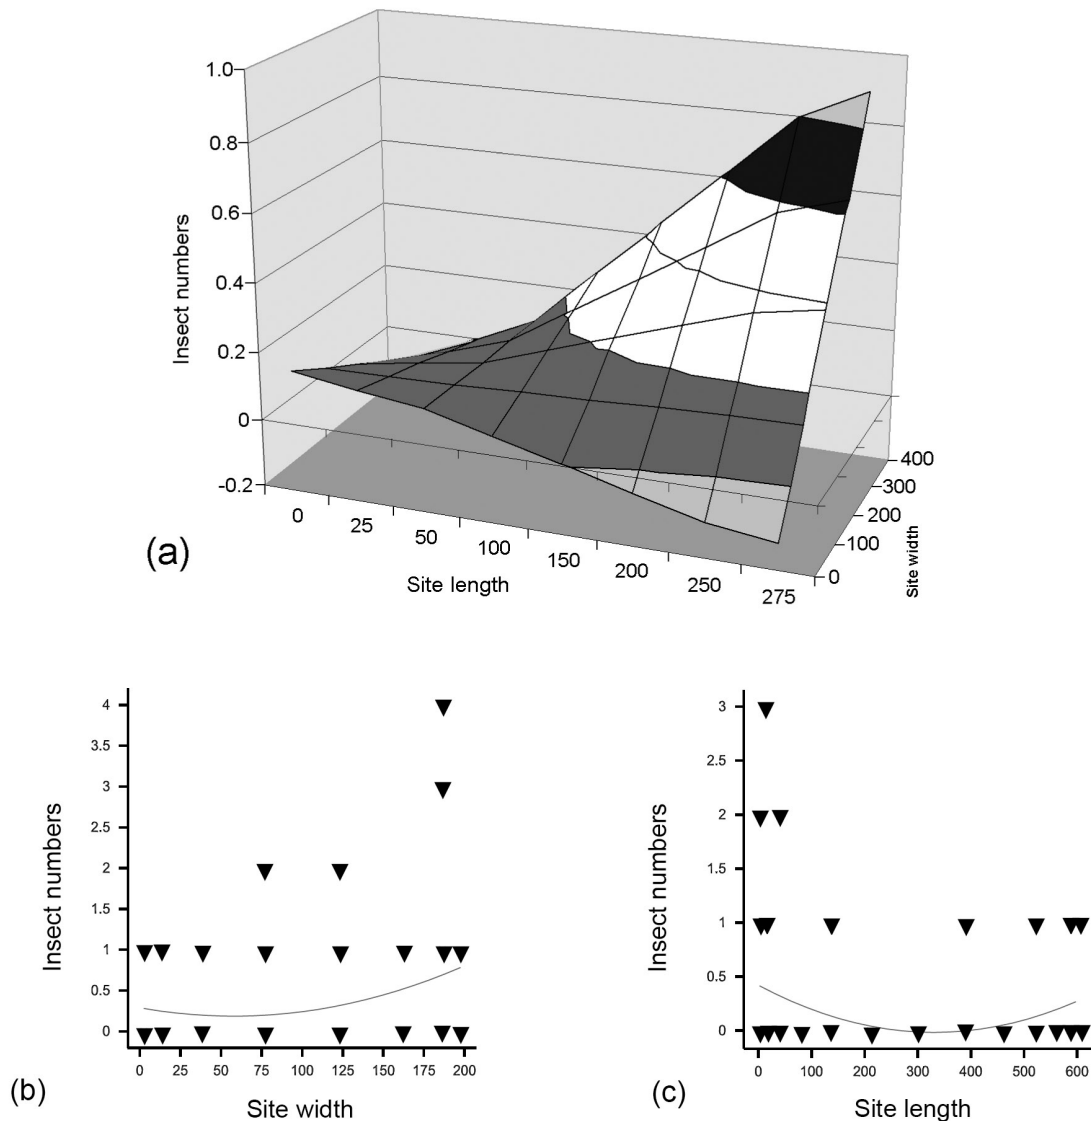 1.0
0.8
0.6
0.4
0.2
0
-0.2
Insect numbers
0 25 50 100 150 200 250 275
Site length
400
300
200
100
0
Site width
(a)
4
3.5
3
2.5
2
1.5
1
0.5
0
Insect numbers
0 25 50 75 100 125 150 175 200
Site width
(b)
3
2.5
2
1.5
1
0.5
0
Insect numbers
0 100 200 300 400 500 600
Site length
(c)